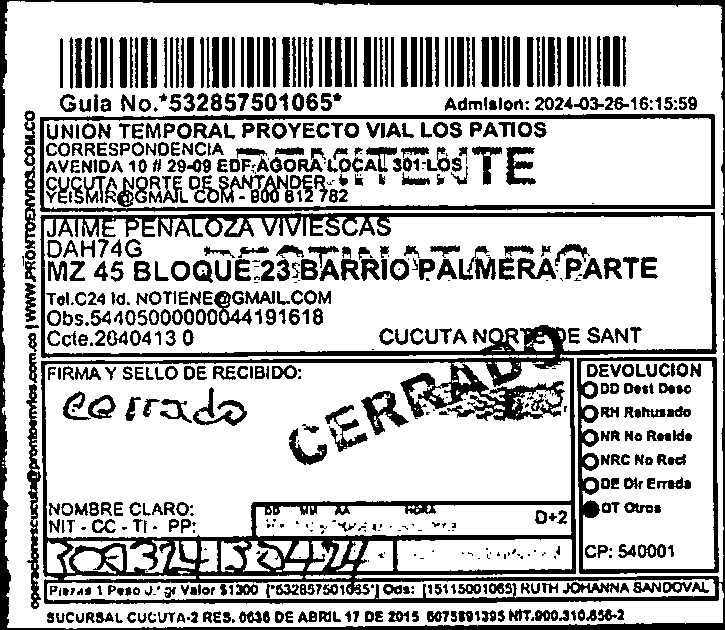 Guia No.*532857501065*
Admision: 2024-03-26-16:15:59
UNION TEMPORAL PROYECTO VIAL LOS PATIOS
CORRESPONDENCIA
AVENIDA 10 # 29-09 EDF AGORA LOCAL 301 LOS
CUCUTA NORTE DE SANTANDER
YEISMIR@GMAIL COM - 900 812 782
JAIME PENALOZA VIVIESCAS
DAH74G
DESTINATARIO
MZ 45 BLOQUE 23 BARRIO PALMERA PARTE
Tel.C24 Id. NOTIENE@GMAIL.COM
Obs.54405000000044191618
Ccte.2040413 0
CUCUTA NORTE DE SANT
FIRMA Y SELLO DE RECIBIDO:
cerrado
CERRADO
DEVOLUCION
DD Dest Desc
RH Rehusado
NR No Reside
NRC No Recl
DE Dir Errada
OT Otros
CP: 540001
NOMBRE CLARO:
NIT - CC - TI - PP:
DD MM AA HORA
D+2
Piezas 1 Peso gr Valor $1300 [*532857501065*] Ods: [15115001065] RUTH JOHANNA SANDOVAL
SUCURSAL CUCUTA-2 RES. 0636 DE ABRIL 17 DE 2015 6075891395 NIT.900.310.856-2
operacionescucuta@prontoenvios.com.co | WWW.PRONTOENVIOS.COM.CO